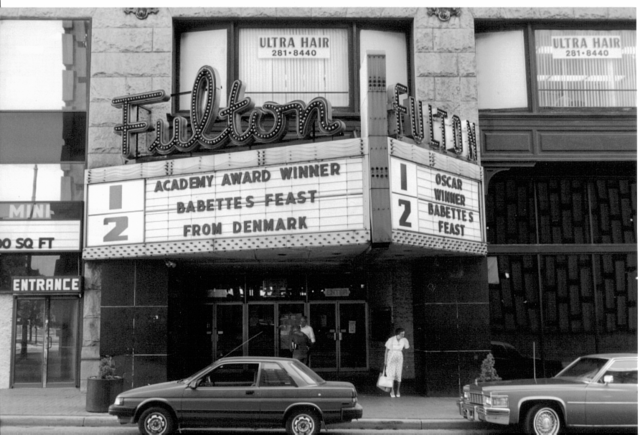 ULTRA HAIR
281-8440
ULTRA HAIR
281-8440
Fulton
FULTON
1
2
ACADEMY AWARD WINNER
BABETTE'S FEAST
FROM DENMARK
1
2
OSCAR
WINNER
BABETTE'S
FEAST
MINI
00 SQ FT
ENTRANCE